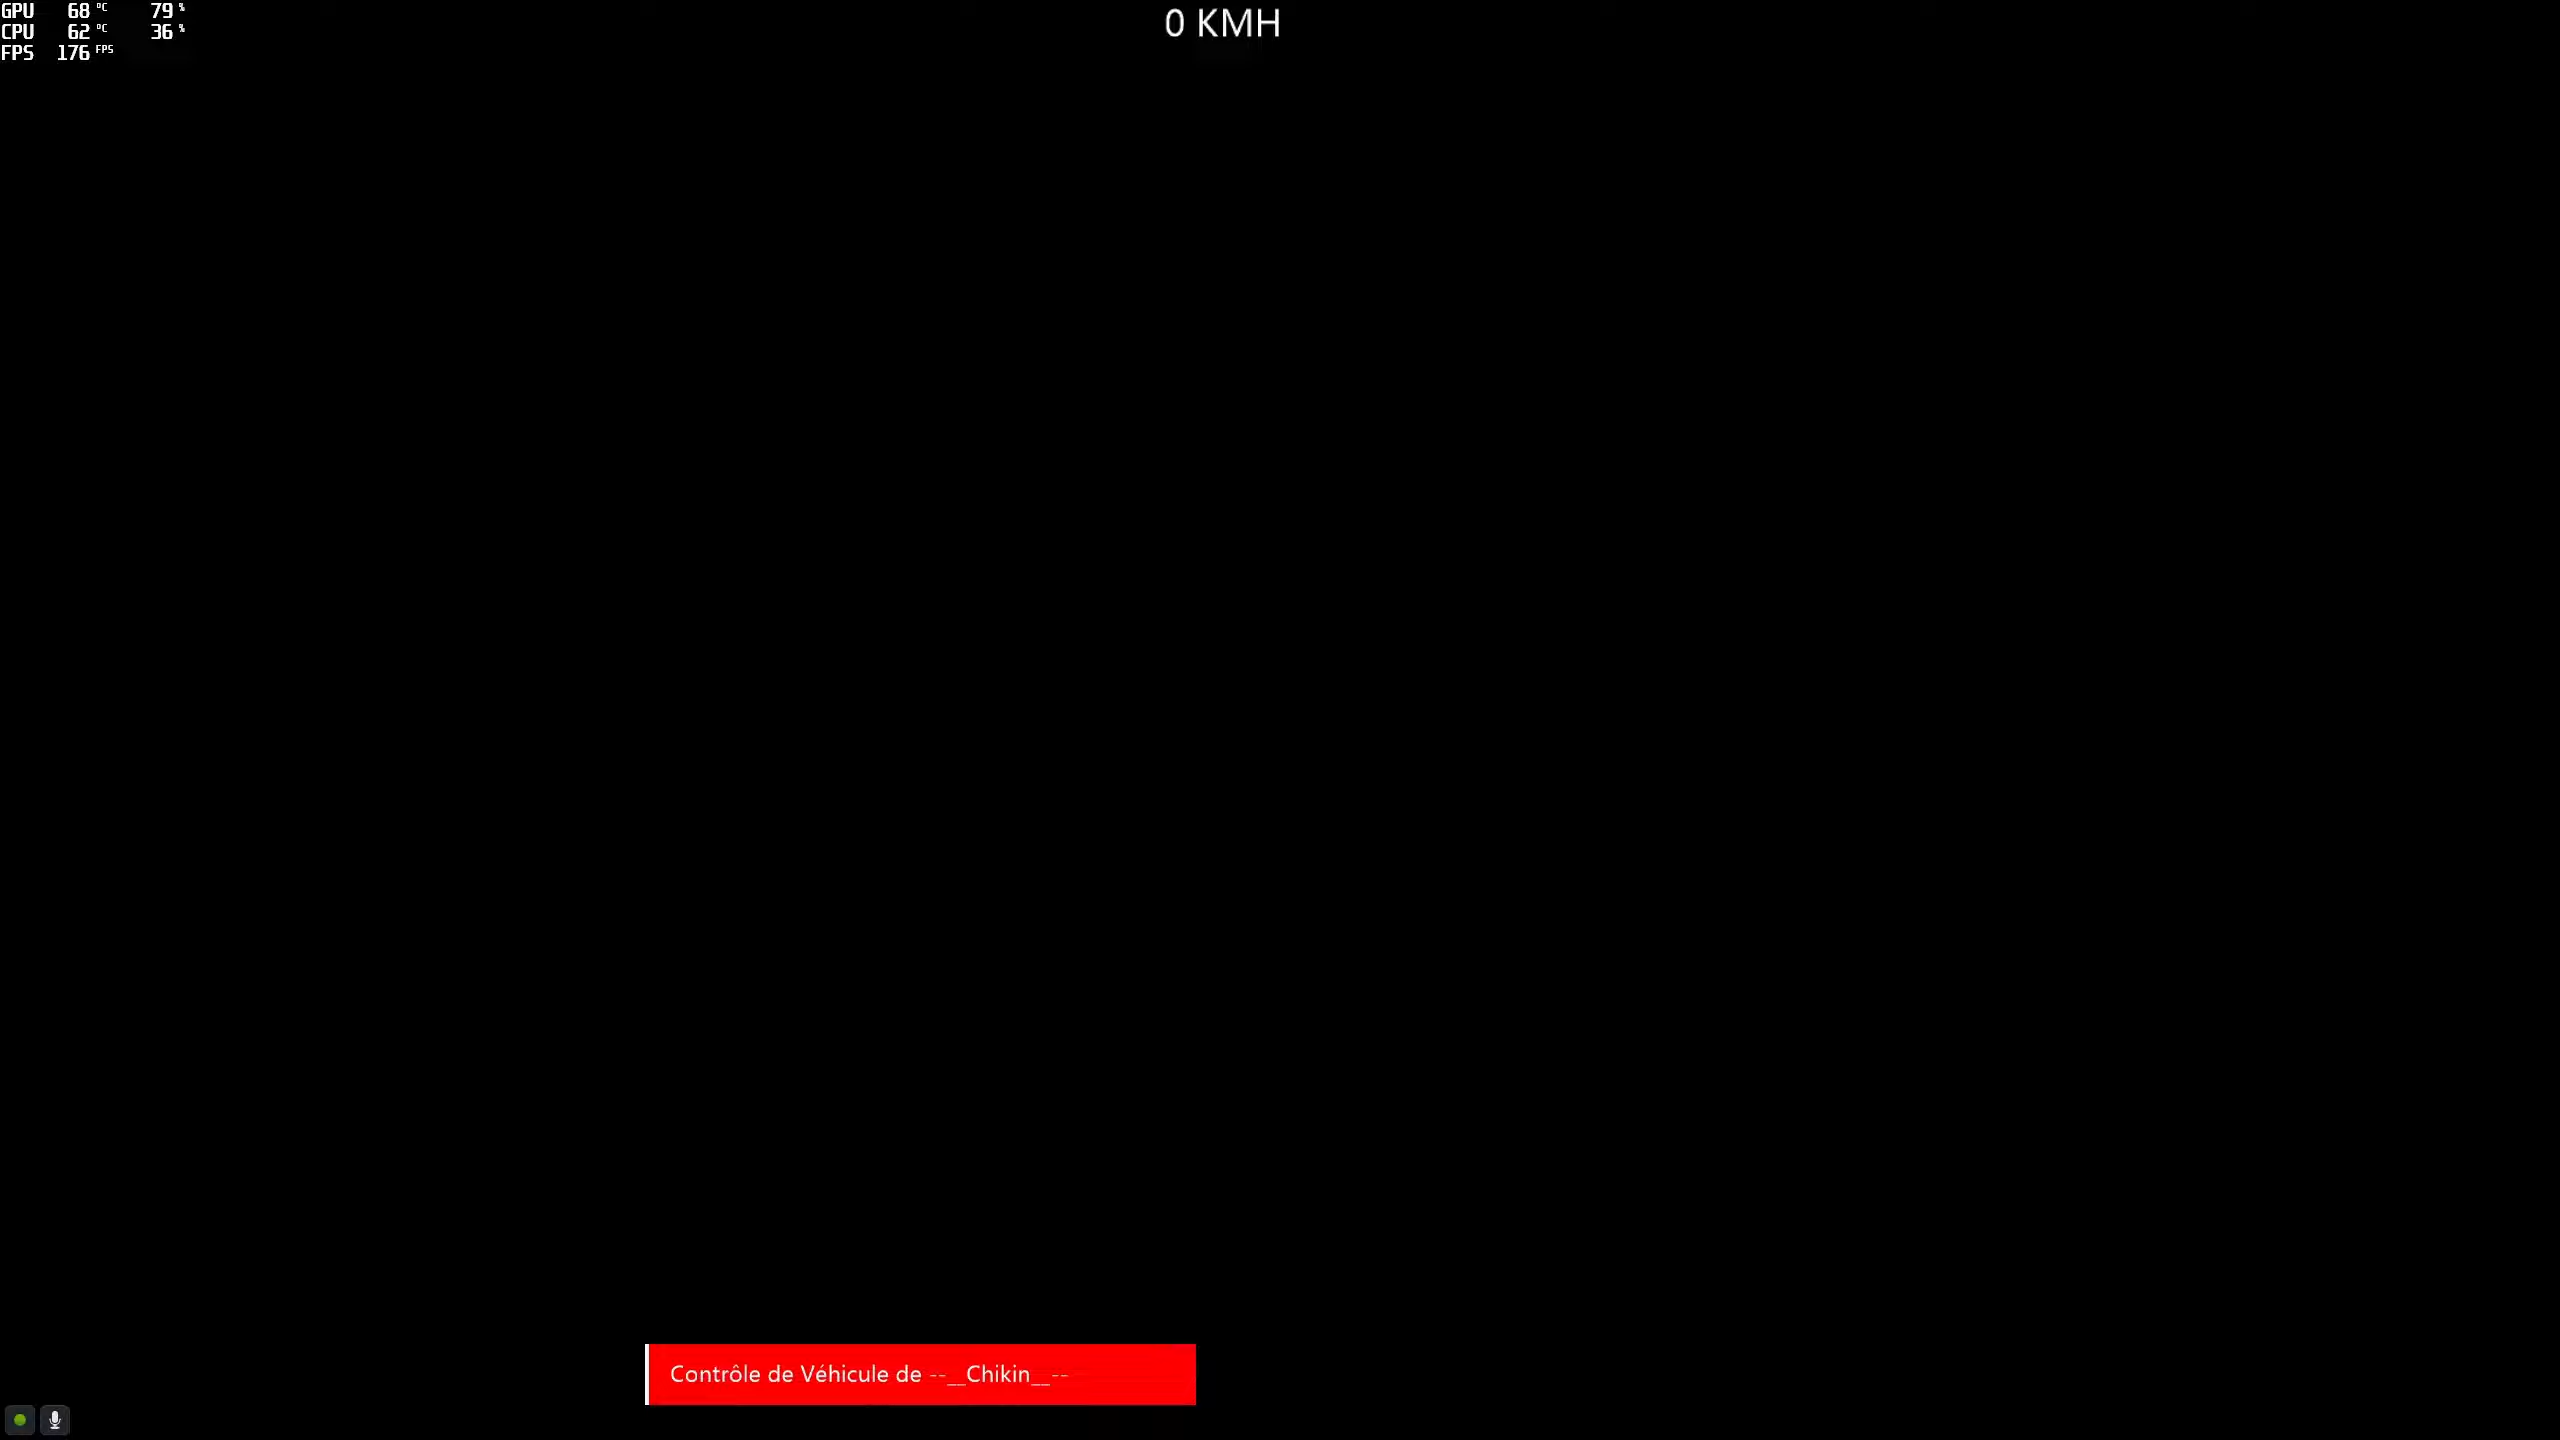 GPU 68 °C 79 %
CPU 62 °C 36 %
FPS 176 FPS
0 KMH
Contrôle de Véhicule de --__Chikin__--